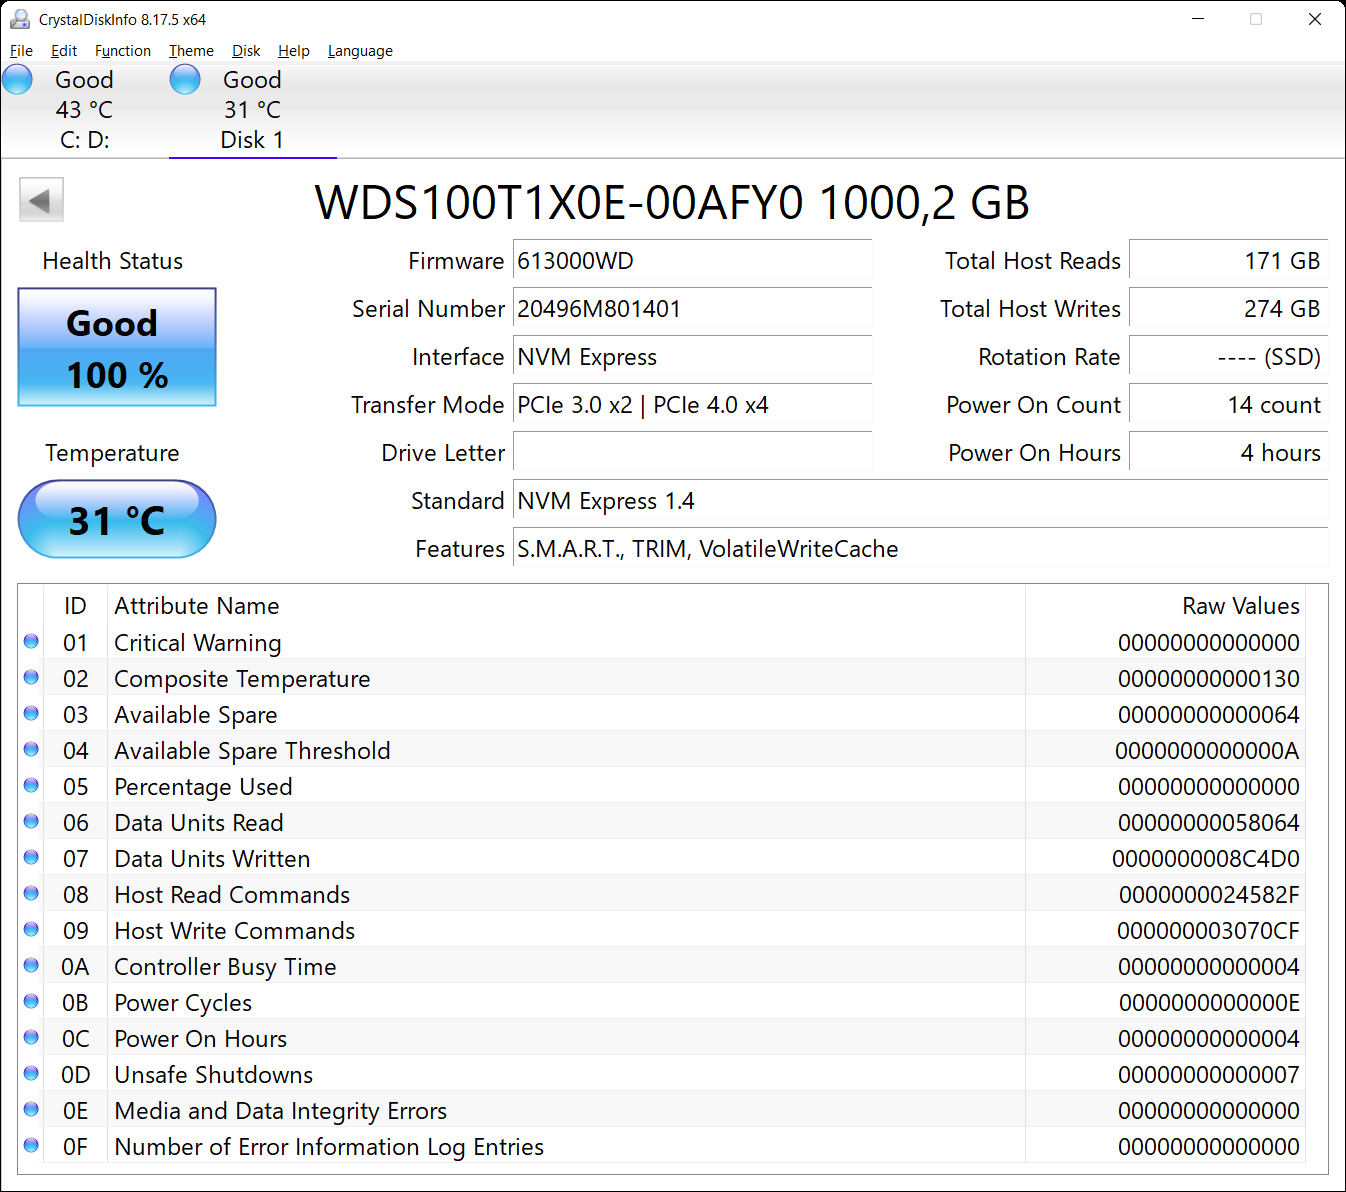 CrystalDiskInfo 8.17.5 x64
File Edit Function Theme Disk Help Language
Good Good
43 °C 31 °C
C: D: Disk 1
WDS100T1X0E-00AFY0 1000,2 GB
Health Status
Good
100 %
Temperature
31 °C
Firmware 613000WD
Serial Number 20496M801401
Interface NVM Express
Transfer Mode PCIe 3.0 x2 | PCIe 4.0 x4
Drive Letter
Total Host Reads 171 GB
Total Host Writes 274 GB
Rotation Rate ---- (SSD)
Power On Count 14 count
Power On Hours 4 hours
Standard NVM Express 1.4
Features S.M.A.R.T., TRIM, VolatileWriteCache
ID Attribute Name Raw Values
01 Critical Warning 00000000000000
02 Composite Temperature 00000000000130
03 Available Spare 00000000000064
04 Available Spare Threshold 0000000000000A
05 Percentage Used 00000000000000
06 Data Units Read 00000000058064
07 Data Units Written 0000000008C4D0
08 Host Read Commands 0000000024582F
09 Host Write Commands 000000003070CF
0A Controller Busy Time 00000000000004
0B Power Cycles 0000000000000E
0C Power On Hours 00000000000004
0D Unsafe Shutdowns 00000000000007
0E Media and Data Integrity Errors 00000000000000
0F Number of Error Information Log Entries 00000000000000